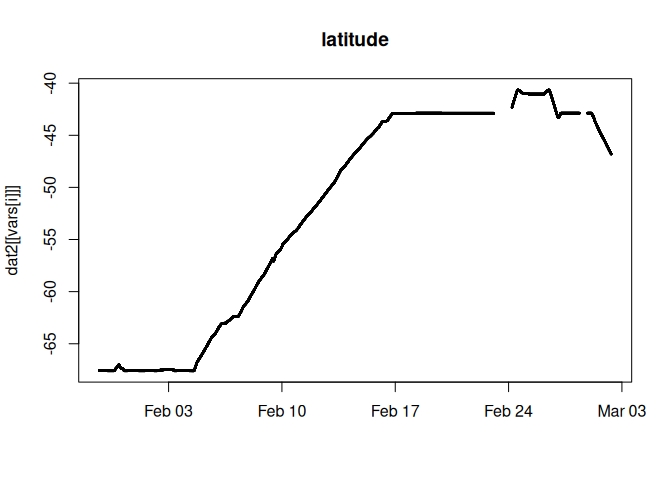 latitude
dat2[[vars[i]]]
-40
-45
-50
-55
-60
-65
Feb 03
Feb 10
Feb 17
Feb 24
Mar 03